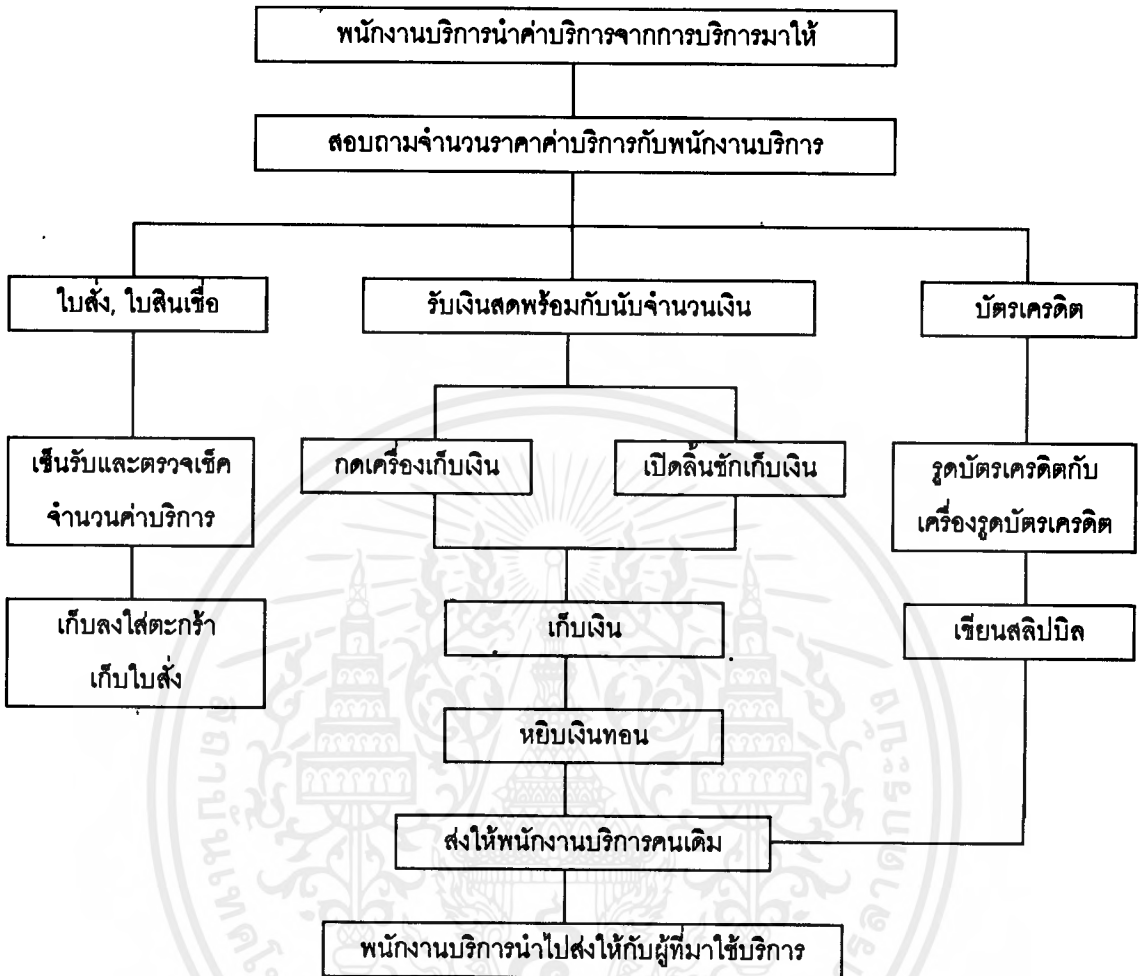 พนักงานบริการนำค่าบริการจากการบริการมาให้
สอบถามจำนวนราคาค่าบริการกับพนักงานบริการ
ใบสั่ง, ใบสินเชื่อ
รับเงินสดพร้อมกับนับจำนวนเงิน
บัตรเครดิต
เซ็นรับและตรวจเช็ค
จำนวนค่าบริการ
กดเครื่องเก็บเงิน
เปิดลิ้นชักเก็บเงิน
รูดบัตรเครดิตกับ
เครื่องรูดบัตรเครดิต
เก็บลงใส่ตะกร้า
เก็บใบสั่ง
เก็บเงิน
เขียนสลิปบิล
หยิบเงินทอน
ส่งให้พนักงานบริการคนเดิม
พนักงานบริการนำไปส่งให้กับผู้ที่มาใช้บริการ